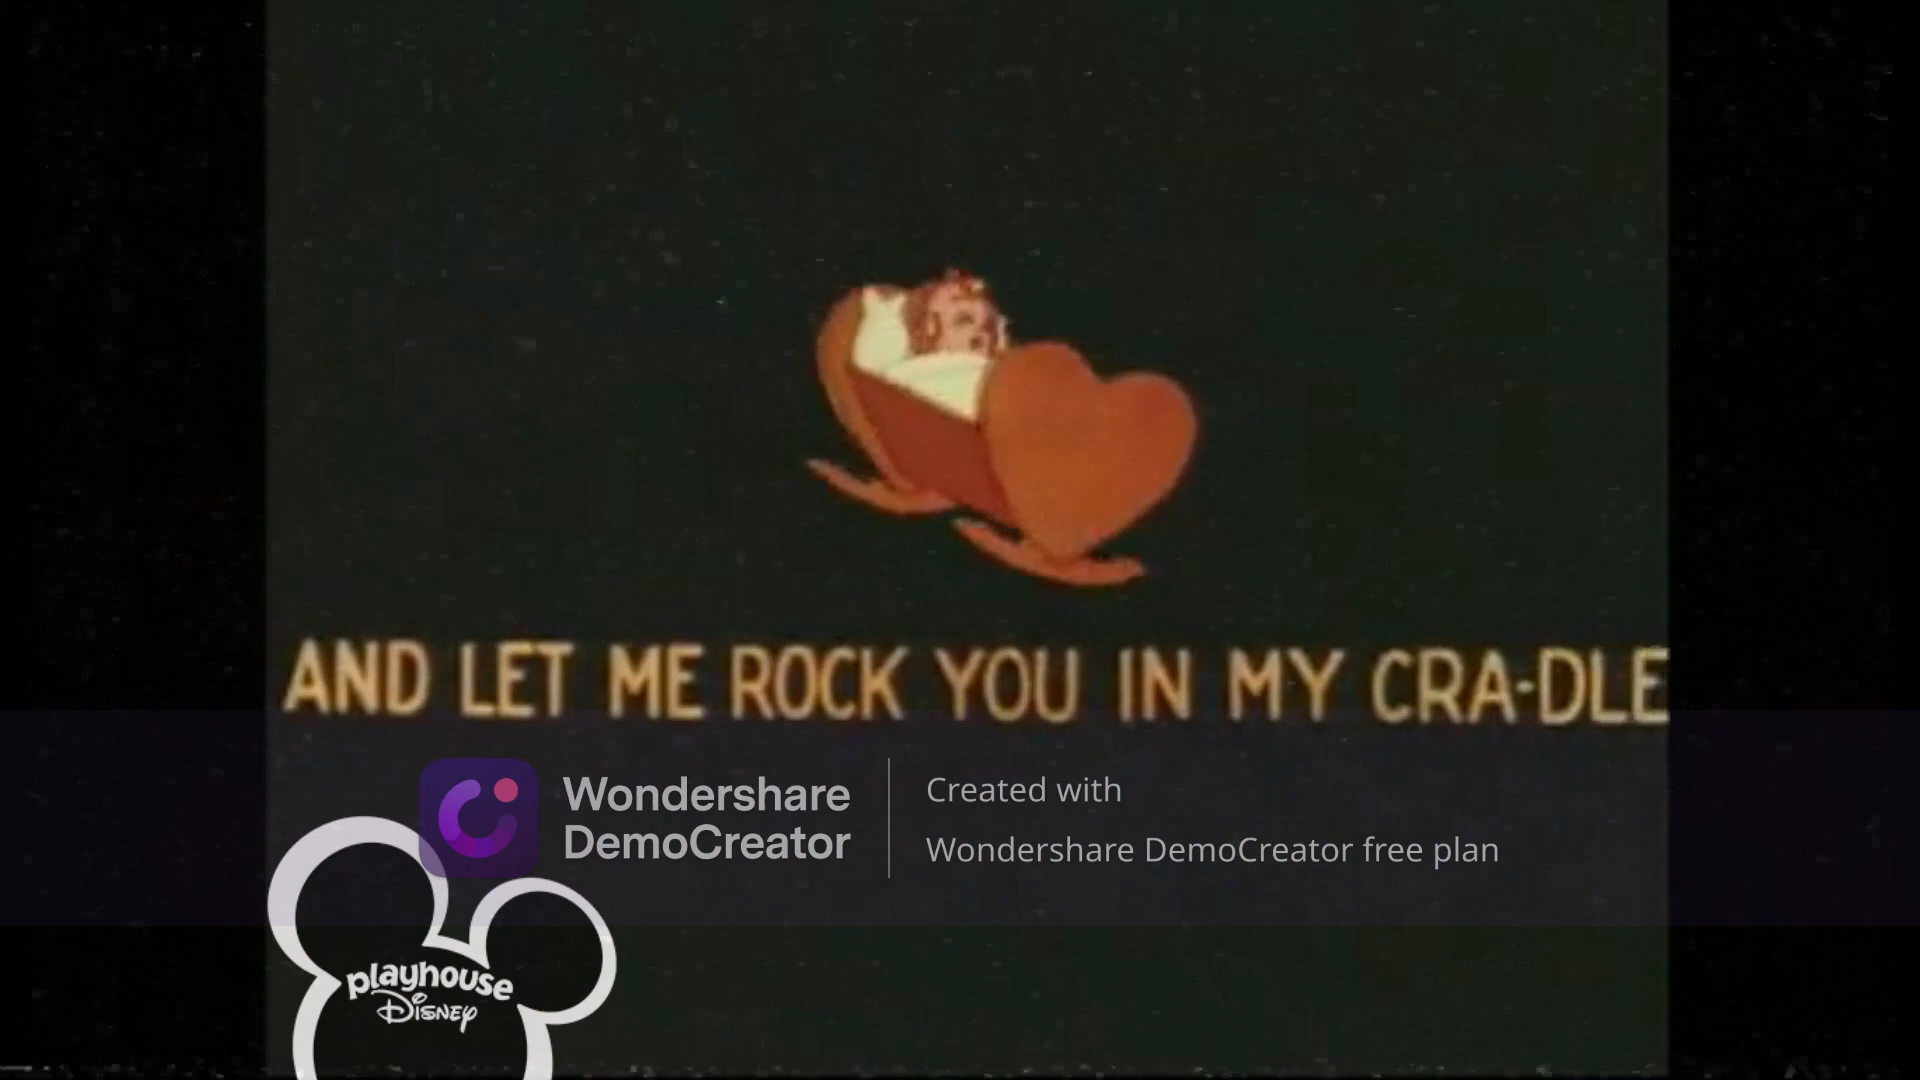 AND LET ME ROCK YOU IN MY CRA-DLE
Wondershare
DemoCreator
Created with
Wondershare DemoCreator free plan
playhouse
Disney